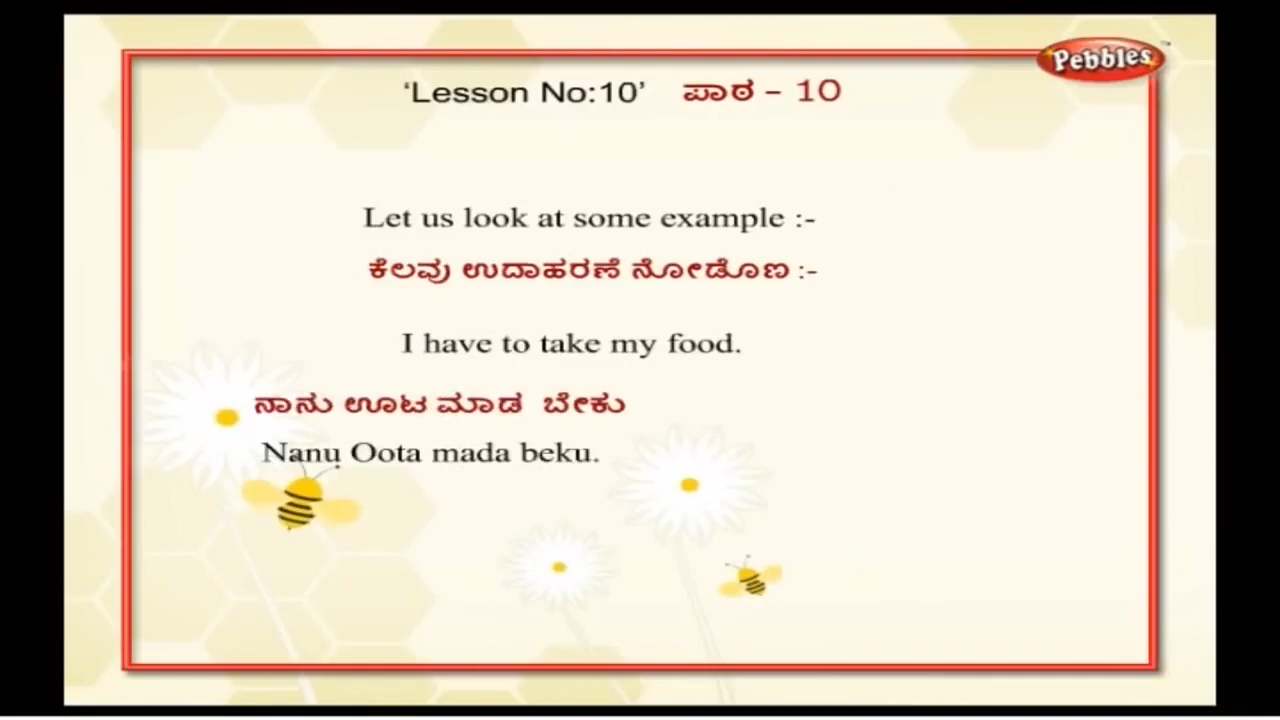 Pebbles™
‘Lesson No:10’ ಪಾಠ – 10
Let us look at some example :-
ಕೆಲವು ಉದಾಹರಣೆ ನೋಡೊಣ :-
I have to take my food.
ನಾನು ಊಟ ಮಾಡ ಬೇಕು
Nanu Oota mada beku.